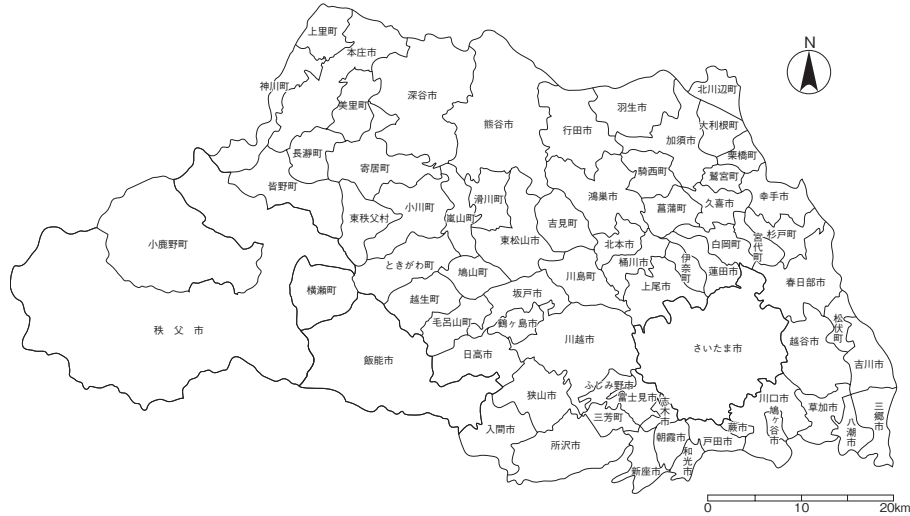 上里町
本庄市
神川町
美里町
深谷市
熊谷市
行田市
羽生市
加須市
北川辺町
大利根町
栗橋町
鷲宮町
騎西町
鴻巣市
菖蒲町
久喜市
幸手市
長瀞町
寄居町
皆野町
東秩父村
小川町
嵐山町
滑川町
東松山市
吉見町
北本市
桶川市
伊奈町
白岡町
宮代町
杉戸町
小鹿野町
ときがわ町
鳩山町
川島町
上尾市
蓮田市
春日部市
横瀬町
越生町
坂戸市
毛呂山町
鶴ヶ島市
秩父市
飯能市
日高市
川越市
さいたま市
越谷市
松伏町
吉川市
狭山市
ふじみ野市
富士見市
三芳町
志木市
川口市
鳩ヶ谷市
草加市
八潮市
三郷市
入間市
所沢市
新座市
朝霞市
和光市
戸田市
蕨市
N
0 10 20km